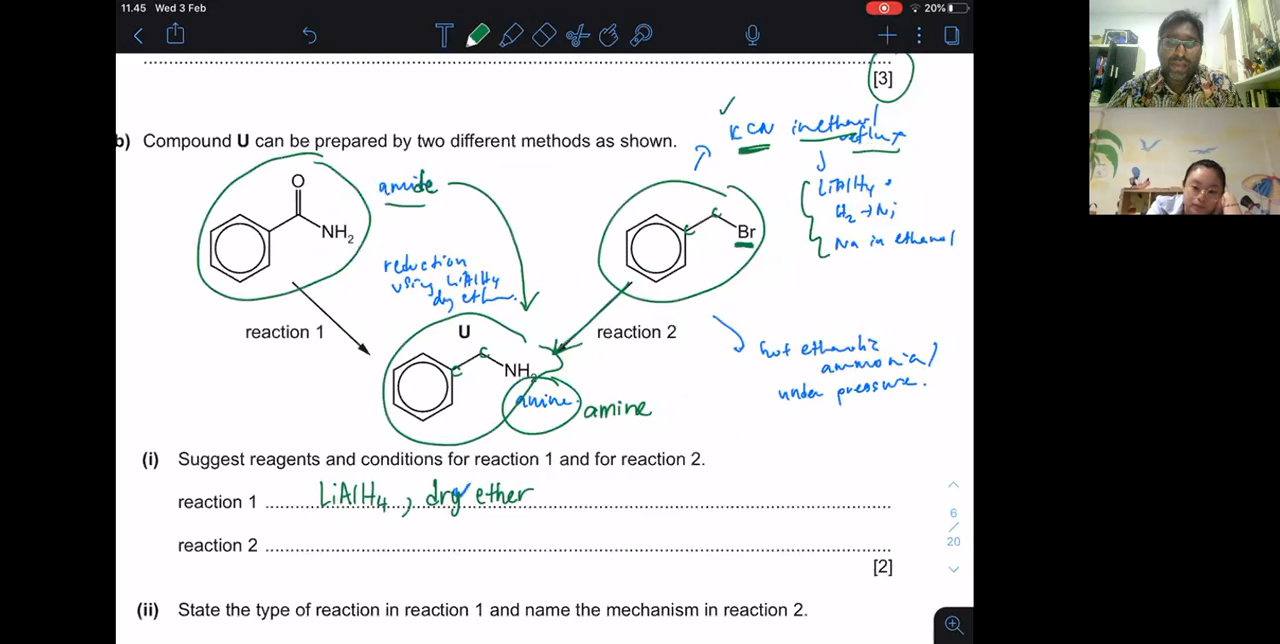 11.45 Wed 3 Feb
20%
[3]
KCN in ethanol
reflux
b) Compound U can be prepared by two different methods as shown.
LiAlH4
H2 → Ni
Na in ethanol
O
NH2
amide
Br
c
c
reduction
using LiAlH4
dry ether.
reaction 1
U
reaction 2
hot ethanolic
ammonia/
under pressure.
c
c
NH2
amine.
amine
(i) Suggest reagents and conditions for reaction 1 and for reaction 2.
reaction 1 LiAlH4, dry ether
reaction 2
[2]
6
/
20
(ii) State the type of reaction in reaction 1 and name the mechanism in reaction 2.